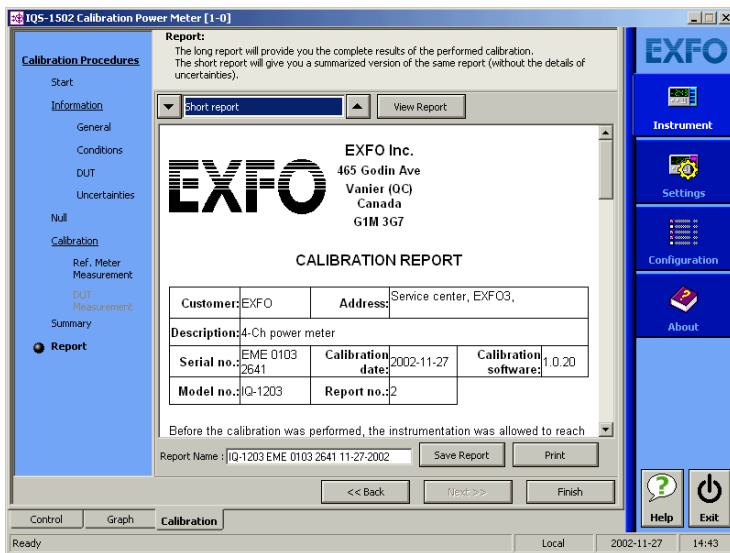 IQS-1502 Calibration Power Meter [1-0]
Calibration Procedures
Start
Information
General
Conditions
DUT
Uncertainties
Null
Calibration
Ref. Meter
Measurement
DUT
Measurement
Summary
Report
Report:
The long report will provide you the complete results of the performed calibration.
The short report will give you a summarized version of the same report (without the details of
uncertainties).
Short report
View Report
EXFO
EXFO Inc.
465 Godin Ave
Vanier (QC)
Canada
G1M 3G7
CALIBRATION REPORT
Customer: EXFO Address: Service center, EXFO3,
Description: 4-Ch power meter
Serial no.: EME 0103
2641
Calibration
date: 2002-11-27
Calibration
software: 1.0.20
Model no.: IQ-1203 Report no.: 2
Before the calibration was performed, the instrumentation was allowed to reach
Report Name : IQ-1203 EME 0103 2641 11-27-2002
Save Report
Print
<< Back
Next >>
Finish
Control
Graph
Calibration
Ready
Local
2002-11-27
14:43
EXFO
Instrument
Settings
Configuration
About
Help
Exit